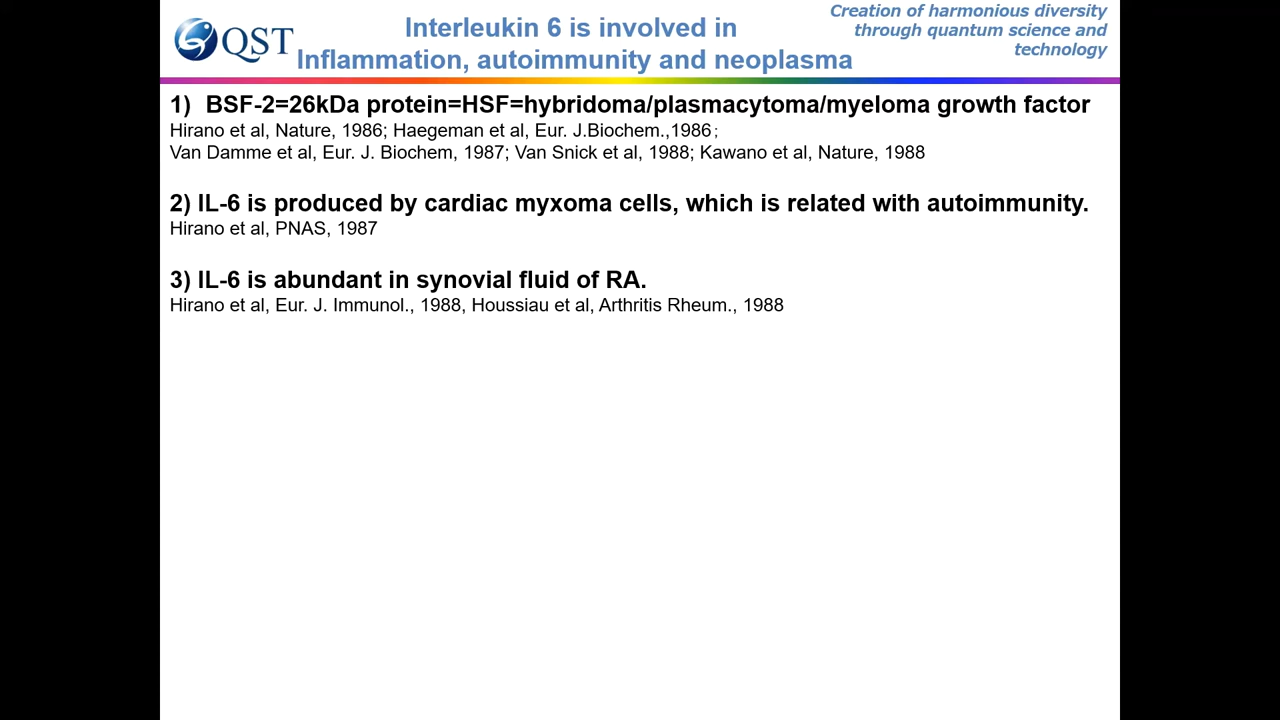 QST
Interleukin 6 is involved in
Inflammation, autoimmunity and neoplasma
Creation of harmonious diversity
through quantum science and
technology
1) BSF-2=26kDa protein=HSF=hybridoma/plasmacytoma/myeloma growth factor
Hirano et al, Nature, 1986; Haegeman et al, Eur. J.Biochem.,1986;
Van Damme et al, Eur. J. Biochem, 1987; Van Snick et al, 1988; Kawano et al, Nature, 1988
2) IL-6 is produced by cardiac myxoma cells, which is related with autoimmunity.
Hirano et al, PNAS, 1987
3) IL-6 is abundant in synovial fluid of RA.
Hirano et al, Eur. J. Immunol., 1988, Houssiau et al, Arthritis Rheum., 1988